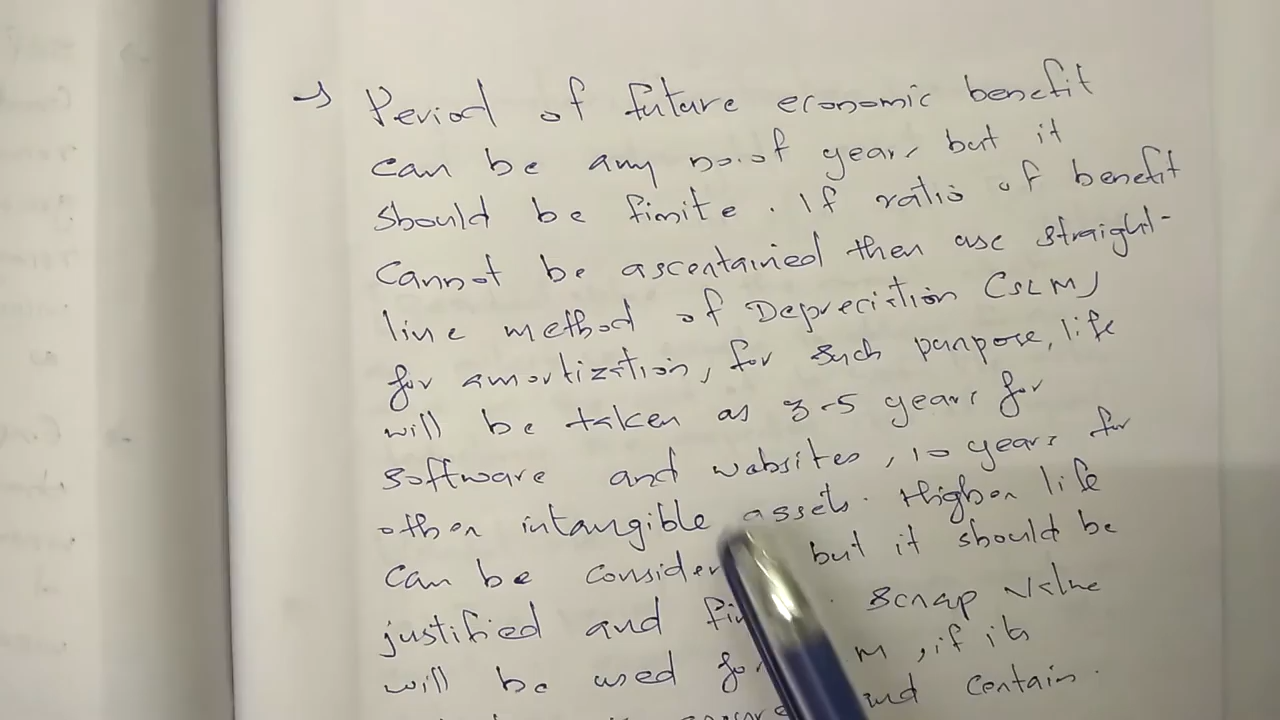 → Period of future economic benefit
can be any no. of years but it
should be finite. If ratio of benefit
cannot be ascertained then use straight-
line method of Depreciation (SLM)
for amortization, for such purpose, life
will be taken as 3-5 years for
software and websites, 10 years for
other intangible assets. Higher life
can be consider but it should be
justified and Scrap value
will be used if its
and certain.